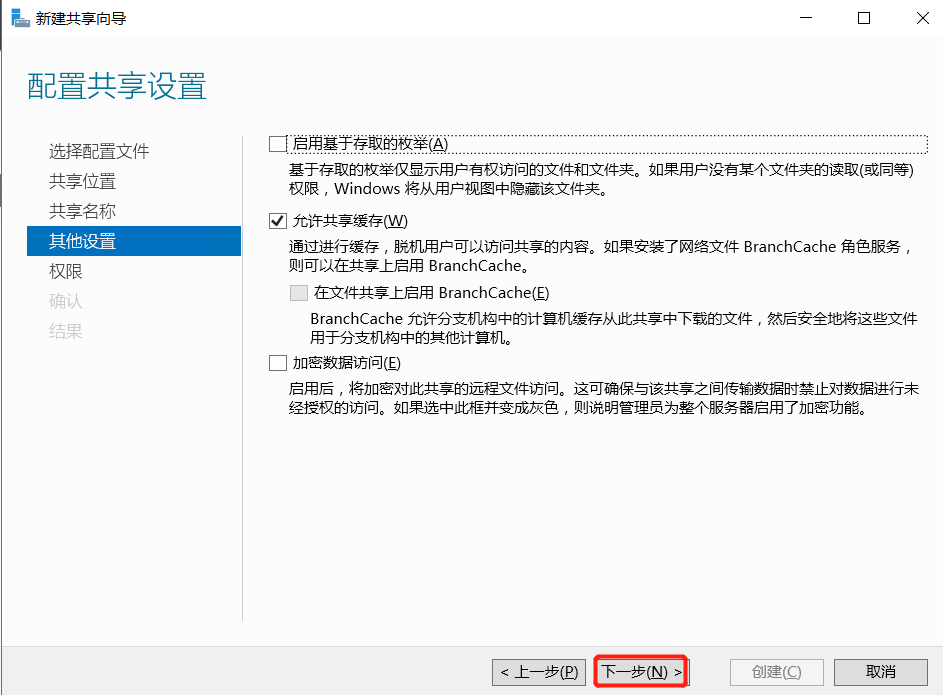 新建共享向导
配置共享设置
选择配置文件
共享位置
共享名称
其他设置
权限
确认
结果
启用基于存取的枚举(A)
基于存取的枚举仅显示用户有权访问的文件和文件夹。如果用户没有某个文件夹的读取(或同等)
权限，Windows 将从用户视图中隐藏该文件夹。
允许共享缓存(W)
通过进行缓存，脱机用户可以访问共享的内容。如果安装了网络文件 BranchCache 角色服务，
则可以在共享上启用 BranchCache。
在文件共享上启用 BranchCache(E)
BranchCache 允许分支机构中的计算机缓存从此共享中下载的文件，然后安全地将这些文件
用于分支机构中的其他计算机。
加密数据访问(E)
启用后，将加密对此共享的远程文件访问。这可确保与该共享之间传输数据时禁止对数据进行未
经授权的访问。如果选中此框并变成灰色，则说明管理员为整个服务器启用了加密功能。
< 上一步(P)
下一步(N) >
创建(C)
取消